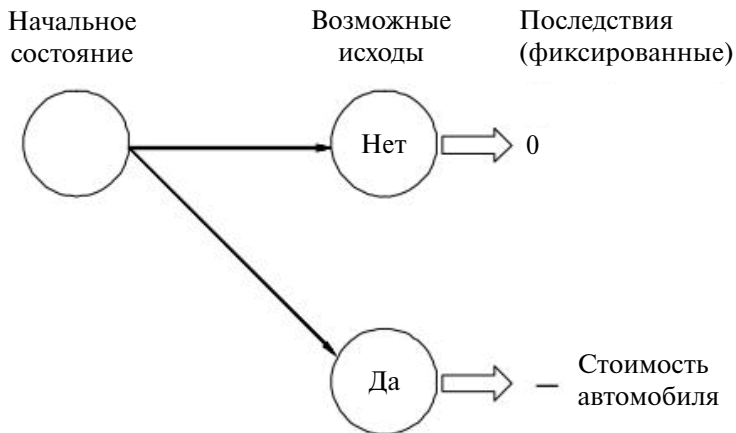 Начальное
состояние
Возможные
исходы
Последствия
(фиксированные)
Нет
0
Да
– Стоимость
автомобиля